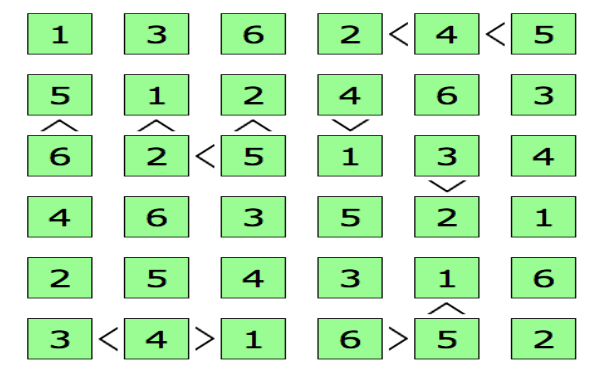 1 3 6 2 < 4 < 5
5 1 2 4 6 3
^ ^ ^ v
6 2 < 5 1 3 4
v
4 6 3 5 2 1
2 5 4 3 1 6
^
3 < 4 > 1 6 > 5 2